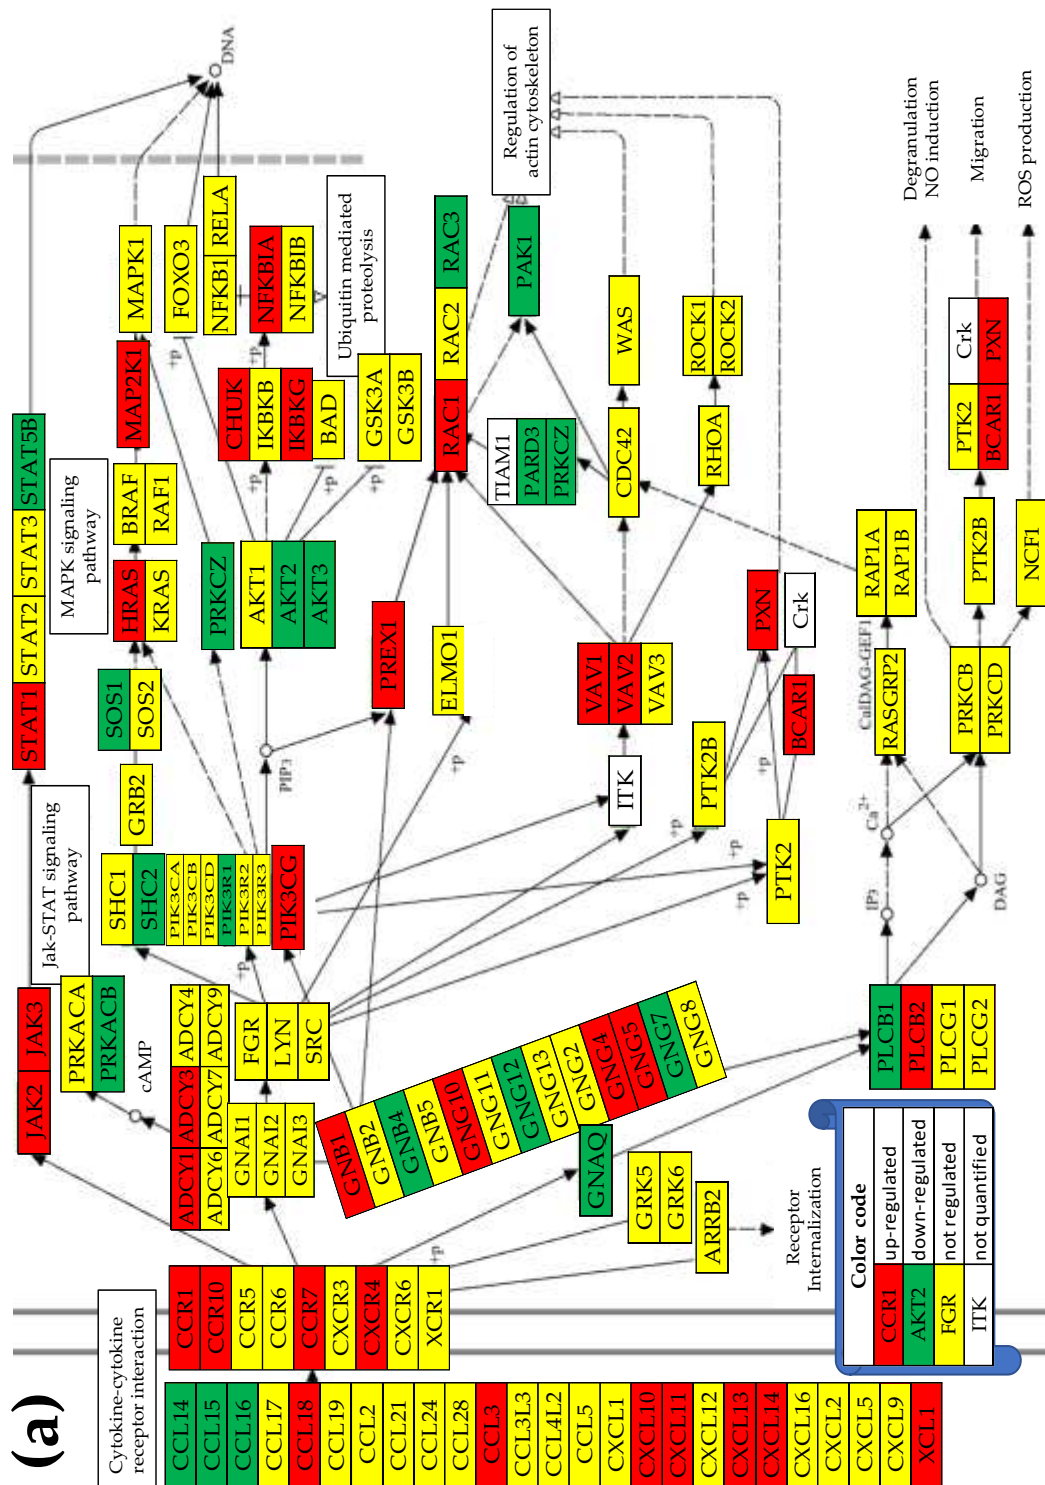 (a)
Cytokine-cytokine
receptor interaction
CCL14
CCL15
CCL16
CCL17
CCL18
CCL19
CCL2
CCL21
CCL24
CCL28
CCL3
CCL3L3
CCL4L2
CCL5
CXCL1
CXCL10
CXCL11
CXCL12
CXCL13
CXCL14
CXCL16
CXCL2
CXCL5
CXCL9
XCL1
CCR1
CCR10
CCR5
CCR6
CCR7
CXCR3
CXCR4
CXCR6
XCR1
+p
JAK2 JAK3
Jak-STAT signaling
pathway
STAT1 STAT2 STAT3 STAT5B
PRKACA
PRKACB
cAMP
ADCY1 ADCY3 ADCY4
ADCY6 ADCY7 ADCY9
GNAI1
GNAI2
GNAI3
FGR
LYN
SRC
GNB1
GNB2
GNB4
GNB5
GNG10
GNG11
GNG12
GNG13
GNG2
GNG4
GNG5
GNG7
GNG8
GNAQ
GRK5
GRK6
ARRB2
Receptor
Internalization
SHC1
SHC2
GRB2
SOS1
SOS2
HRAS
KRAS
MAPK signaling
pathway
BRAF
RAF1
MAP2K1
MAPK1
DNA
PIK3CA
PIK3CB
PIK3CD
PIK3R1
PIK3R2
PIK3R3
PIK3CG
+p
PIP3
PRKCZ
AKT1
AKT2
AKT3
FOXO3
+p
NFKB1 RELA
CHUK
IKBKB
IKBKG
+p
+p
NFKBIA
NFKBIB
BAD
+p
GSK3A
GSK3B
+p
Ubiquitin mediated
proteolysis
PREX1
ELMO1
+p
RAC1 RAC2 RAC3
TIAM1
PARD3
PRKCZ
PAK1
Regulation of
actin cytoskeleton
ITK
VAV1
VAV2
VAV3
CDC42
WAS
RHOA
ROCK1
ROCK2
PTK2B
+p
PTK2
+p
+p
+p
PXN
Crk
BCAR1
PLCB1
PLCB2
PLCG1
PLCG2
IP3
Ca2+
DAG
CalDAG-GEF1
RASGRP2
RAP1A
RAP1B
PRKCB
PRKCD
PTK2B
PTK2 Crk
BCAR1 PXN
NCF1
Degranulation
NO induction
Migration
ROS production
Color code
CCR1 up-regulated
AKT2 down-regulated
FGR not regulated
ITK not quantified